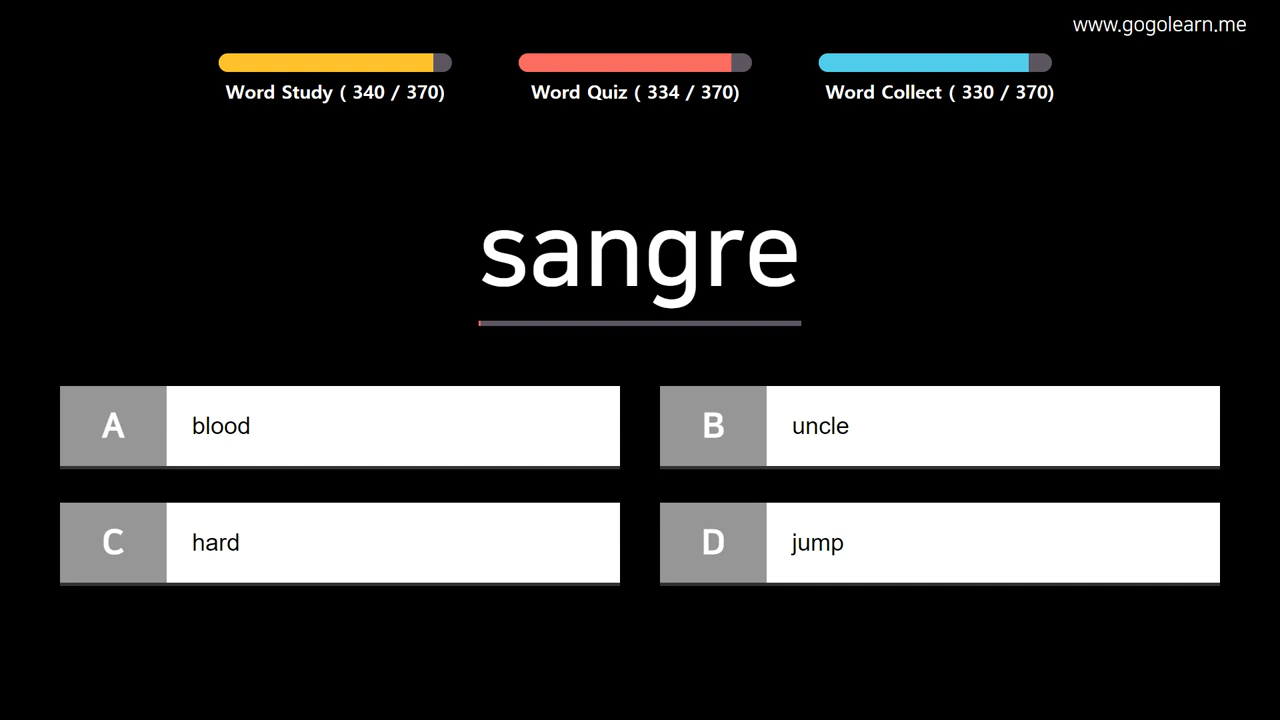 www.gogolearn.me
Word Study ( 340 / 370)
Word Quiz ( 334 / 370)
Word Collect ( 330 / 370)
sangre
A blood
B uncle
C hard
D jump